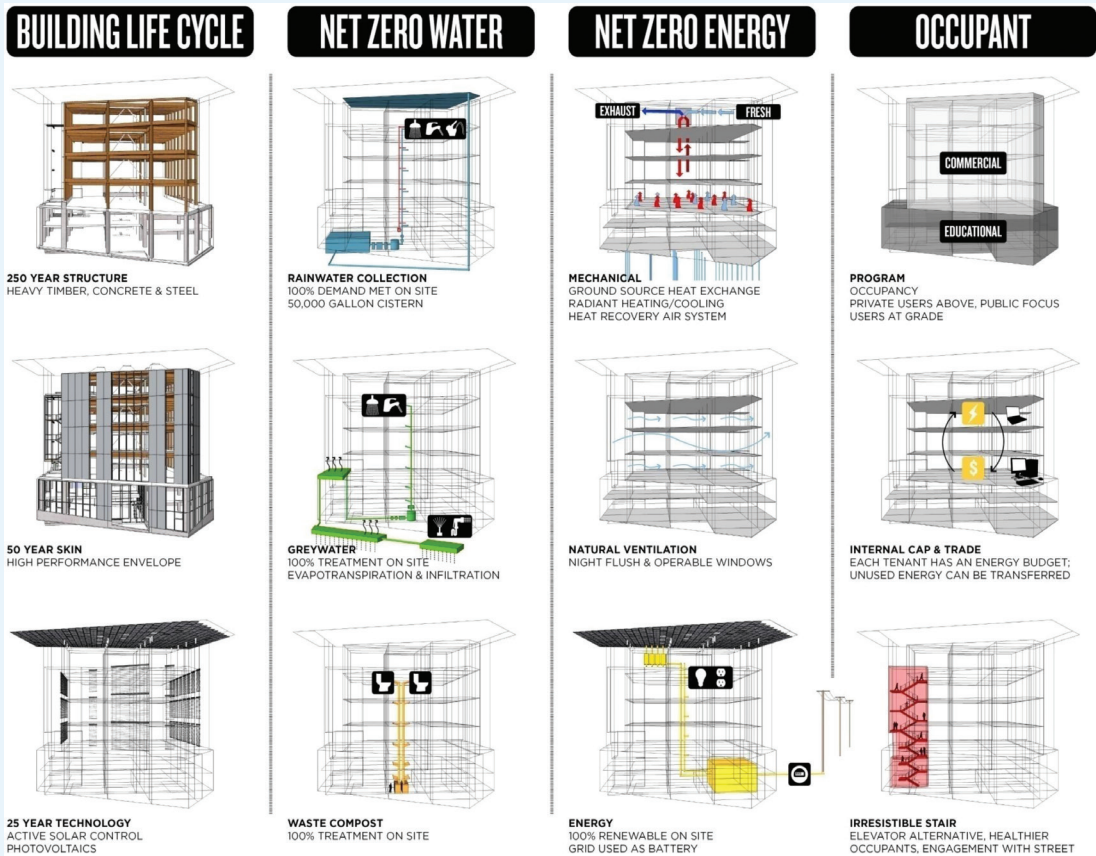 BUILDING LIFE CYCLE
NET ZERO WATER
NET ZERO ENERGY
OCCUPANT
EXHAUST
FRESH
COMMERCIAL
EDUCATIONAL
250 YEAR STRUCTURE
HEAVY TIMBER, CONCRETE & STEEL
RAINWATER COLLECTION
100% DEMAND MET ON SITE
50,000 GALLON CISTERN
MECHANICAL
GROUND SOURCE HEAT EXCHANGE
RADIANT HEATING/COOLING
HEAT RECOVERY AIR SYSTEM
PROGRAM
OCCUPANCY
PRIVATE USERS ABOVE, PUBLIC FOCUS
USERS AT GRADE
$
50 YEAR SKIN
HIGH PERFORMANCE ENVELOPE
GREYWATER
100% TREATMENT ON SITE
EVAPOTRANSPIRATION & INFILTRATION
NATURAL VENTILATION
NIGHT FLUSH & OPERABLE WINDOWS
INTERNAL CAP & TRADE
EACH TENANT HAS AN ENERGY BUDGET;
UNUSED ENERGY CAN BE TRANSFERRED
25 YEAR TECHNOLOGY
ACTIVE SOLAR CONTROL
PHOTOVOLTAICS
WASTE COMPOST
100% TREATMENT ON SITE
ENERGY
100% RENEWABLE ON SITE
GRID USED AS BATTERY
IRRESISTIBLE STAIR
ELEVATOR ALTERNATIVE, HEALTHIER
OCCUPANTS, ENGAGEMENT WITH STREET